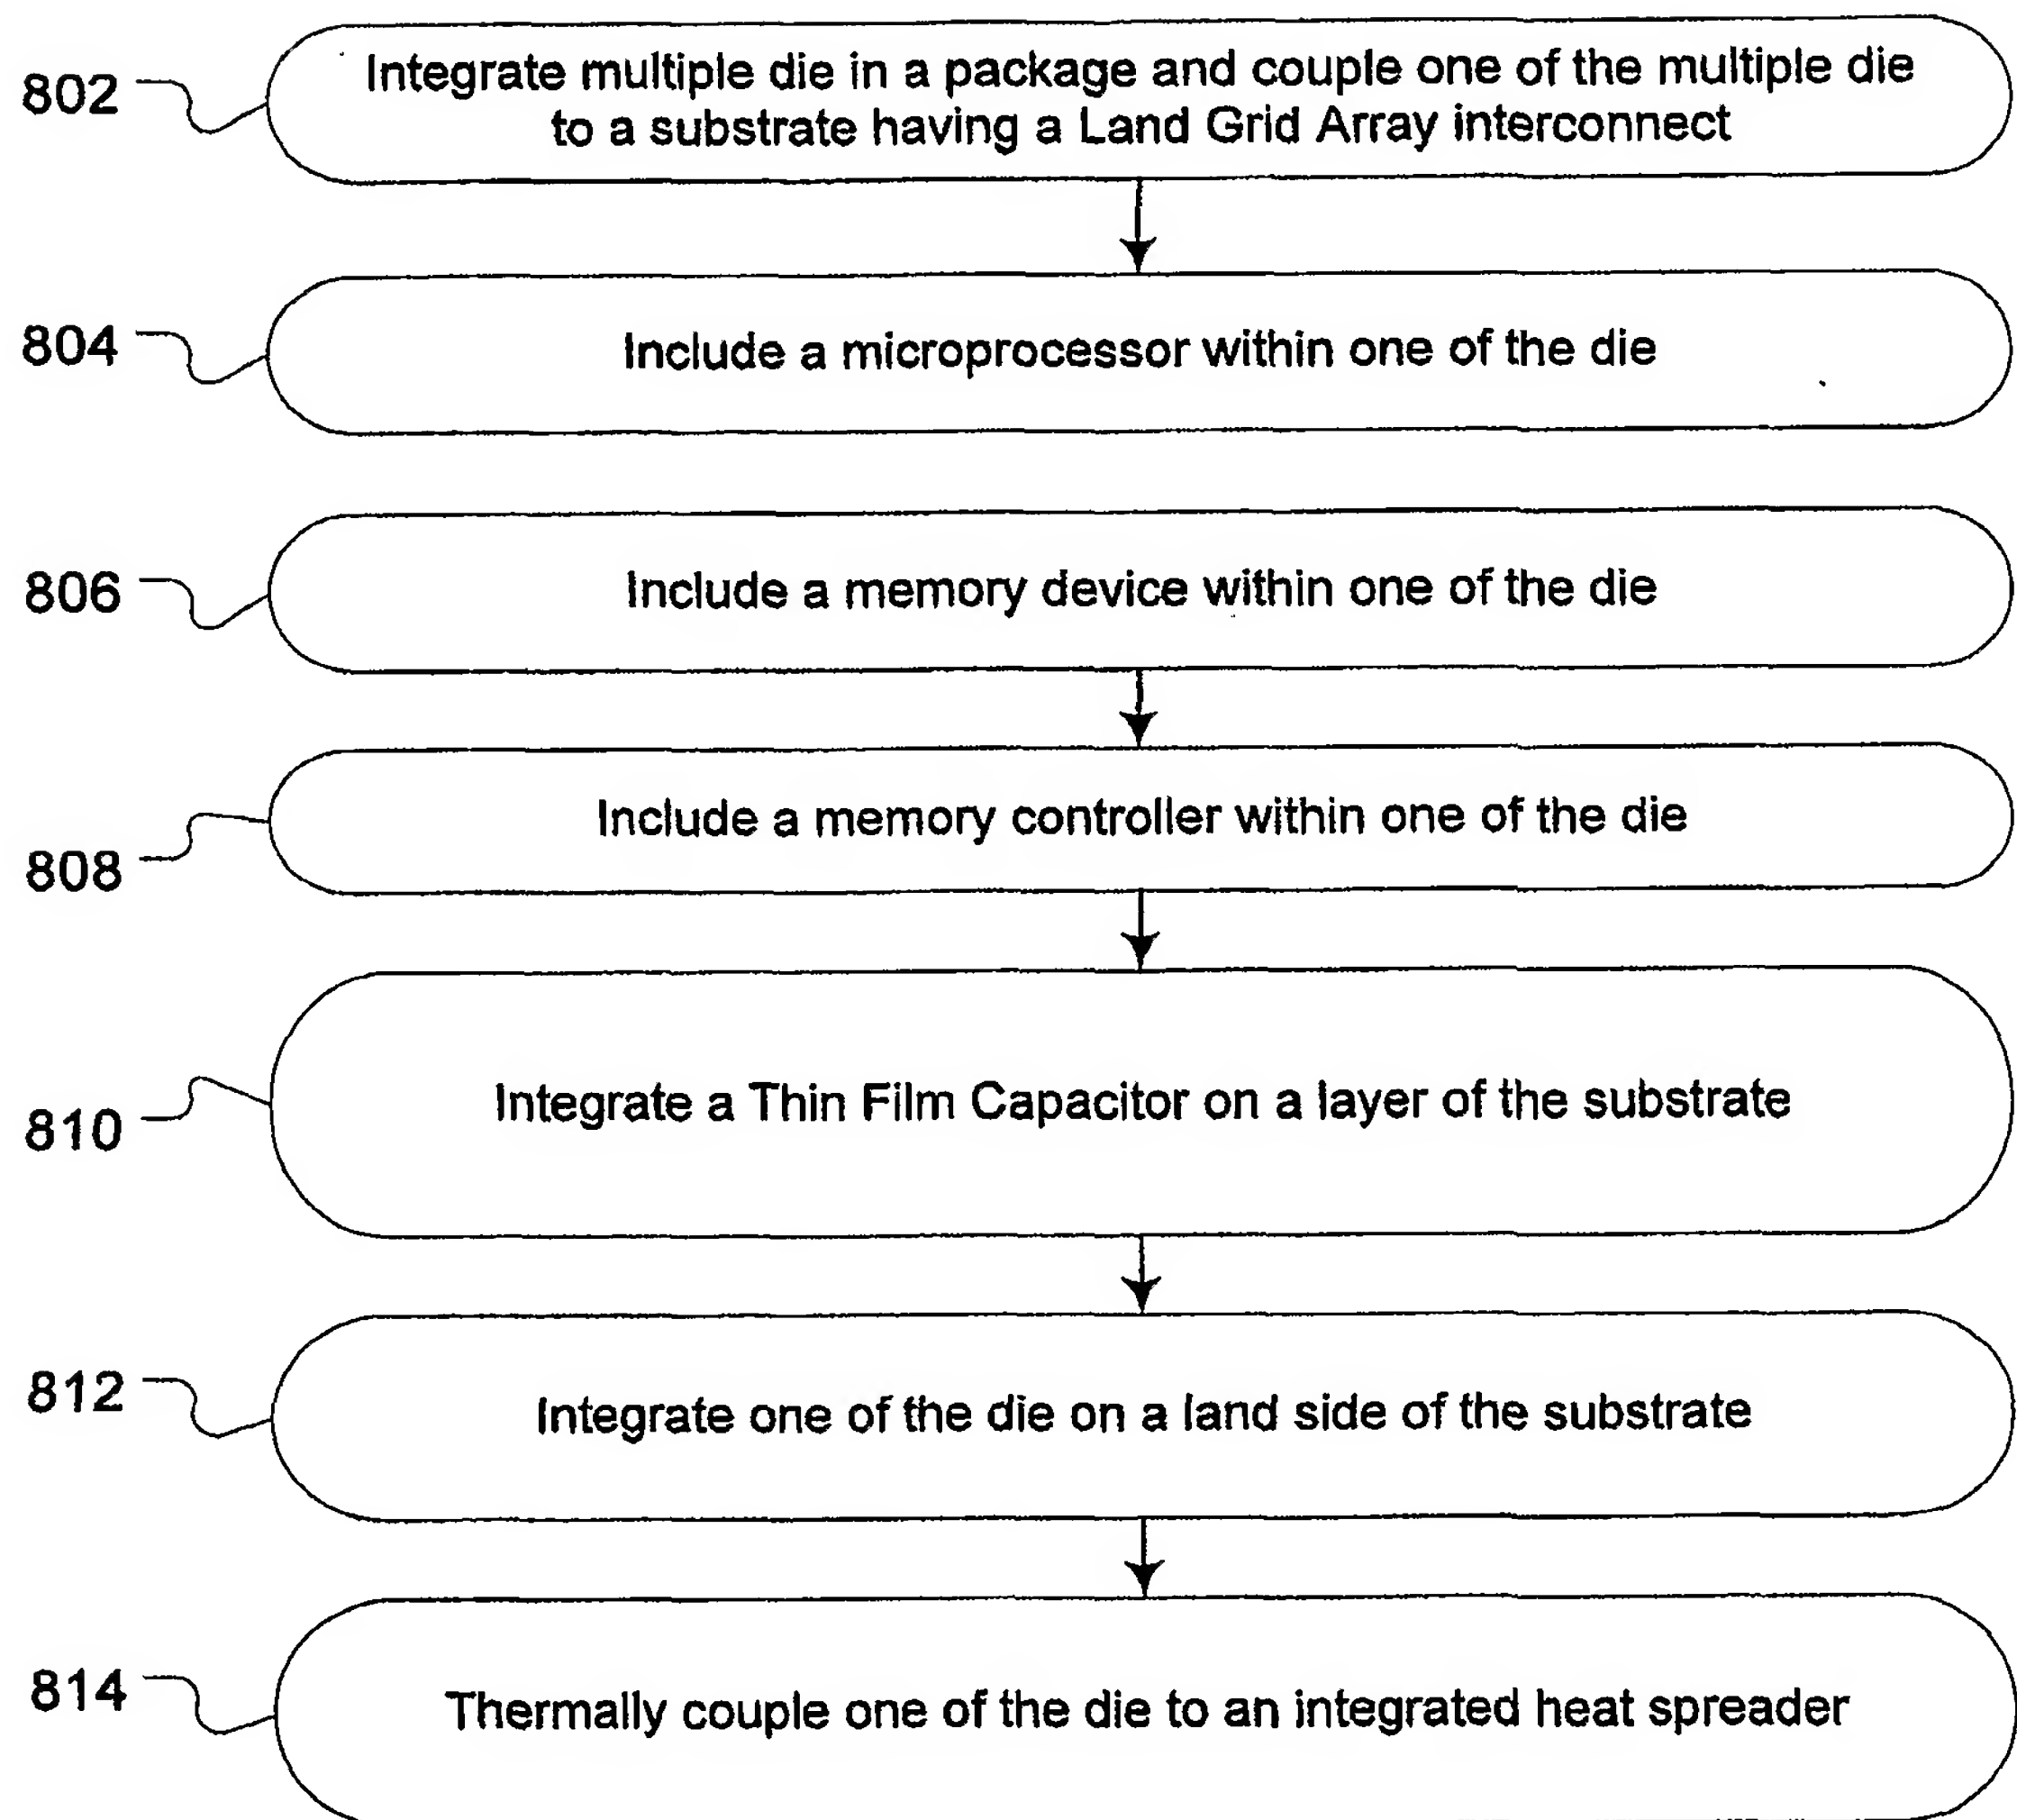 802
Integrate multiple die in a package and couple one of the multiple die
to a substrate having a Land Grid Array interconnect
804
Include a microprocessor within one of the die
806
Include a memory device within one of the die
808
Include a memory controller within one of the die
810
Integrate a Thin Film Capacitor on a layer of the substrate
812
Integrate one of the die on a land side of the substrate
814
Thermally couple one of the die to an integrated heat spreader